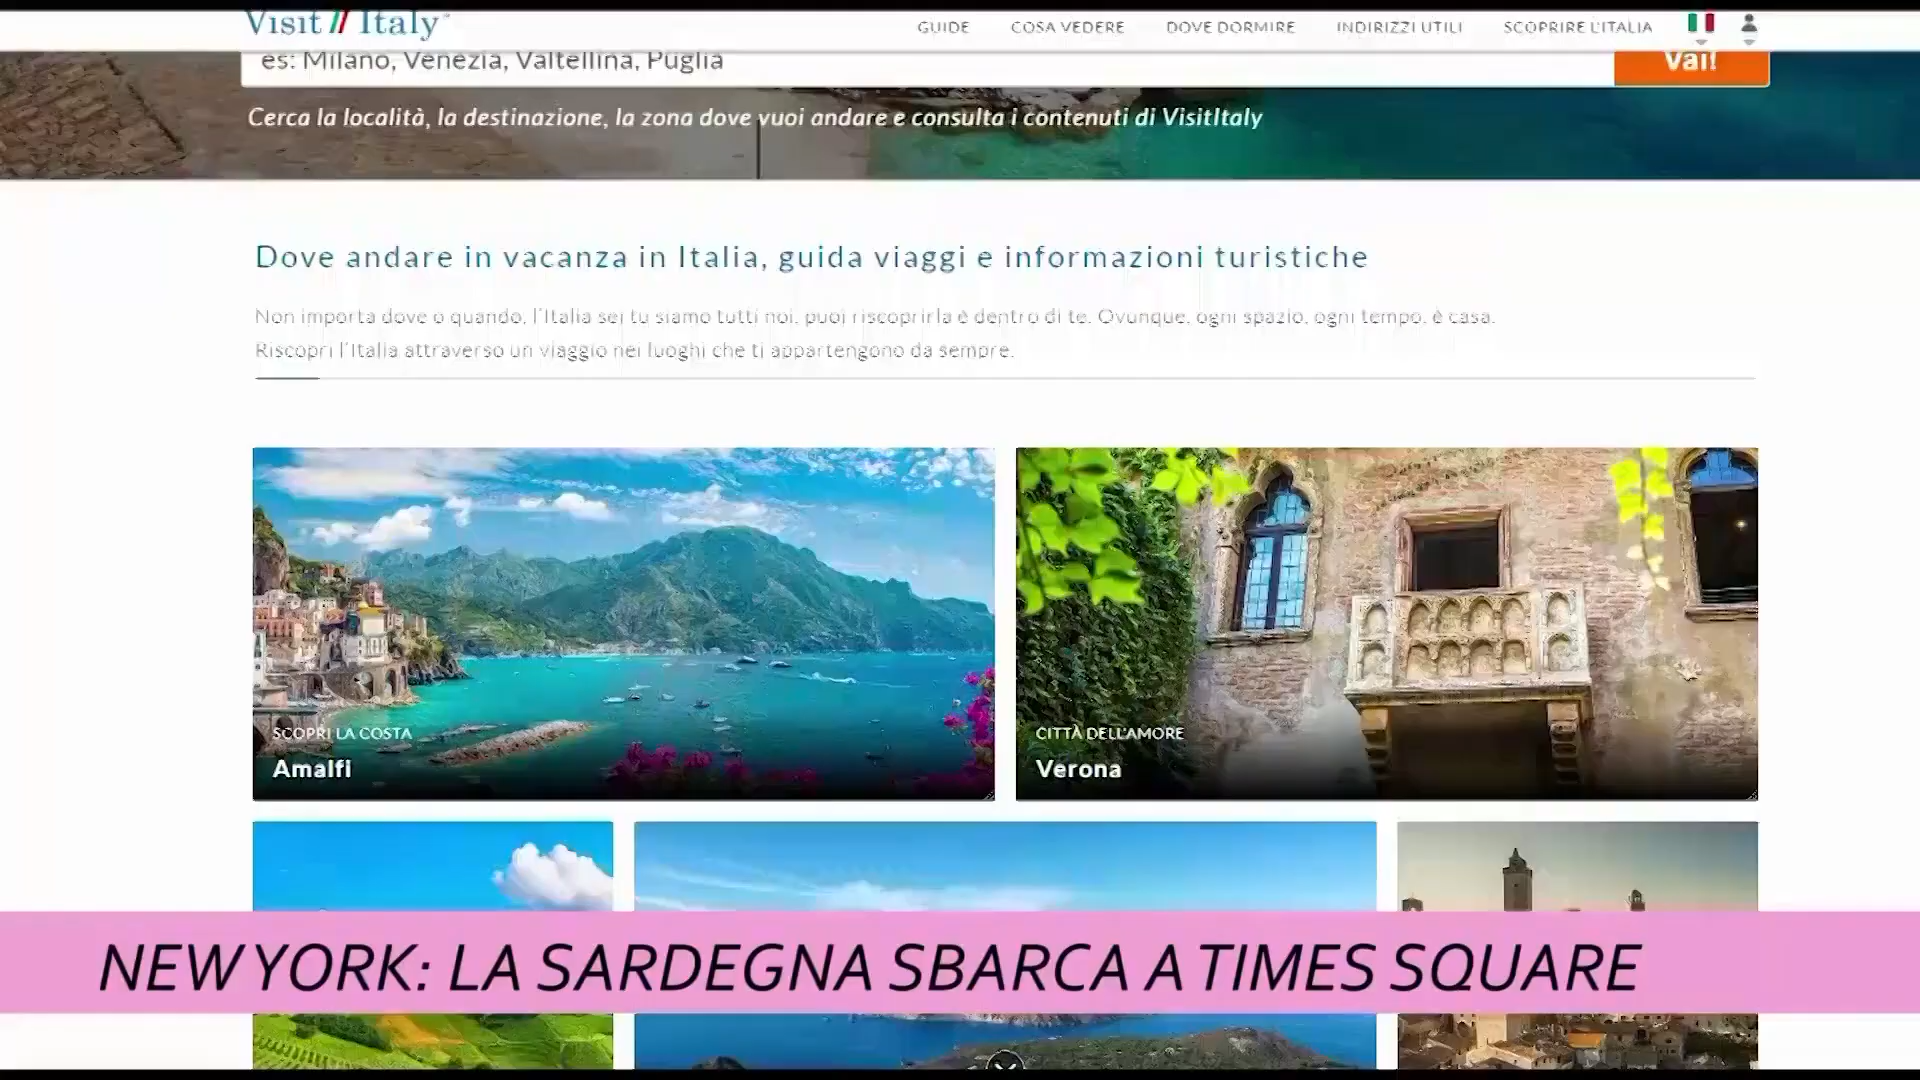 Visit Italy
GUIDE
COSA VEDERE
DOVE DORMIRE
INDIRIZZI UTILI
SCOPRIRE L'ITALIA
es: Milano, Venezia, Valtellina, Puglia
Vai!
Cerca la località, la destinazione, la zona dove vuoi andare e consulta i contenuti di VisitItaly
Dove andare in vacanza in Italia, guida viaggi e informazioni turistiche
Non importa dove o quando, l'Italia sei tu siamo tutti noi, puoi riscoprirla è dentro di te. Ovunque, ogni spazio, ogni tempo, è casa.
Riscopri l'Italia attraverso un viaggio nei luoghi che ti appartengono da sempre.
SCOPRI LA COSTA
Amalfi
CITTÀ DELL'AMORE
Verona
NEW YORK: LA SARDEGNA SBARCA A TIMES SQUARE